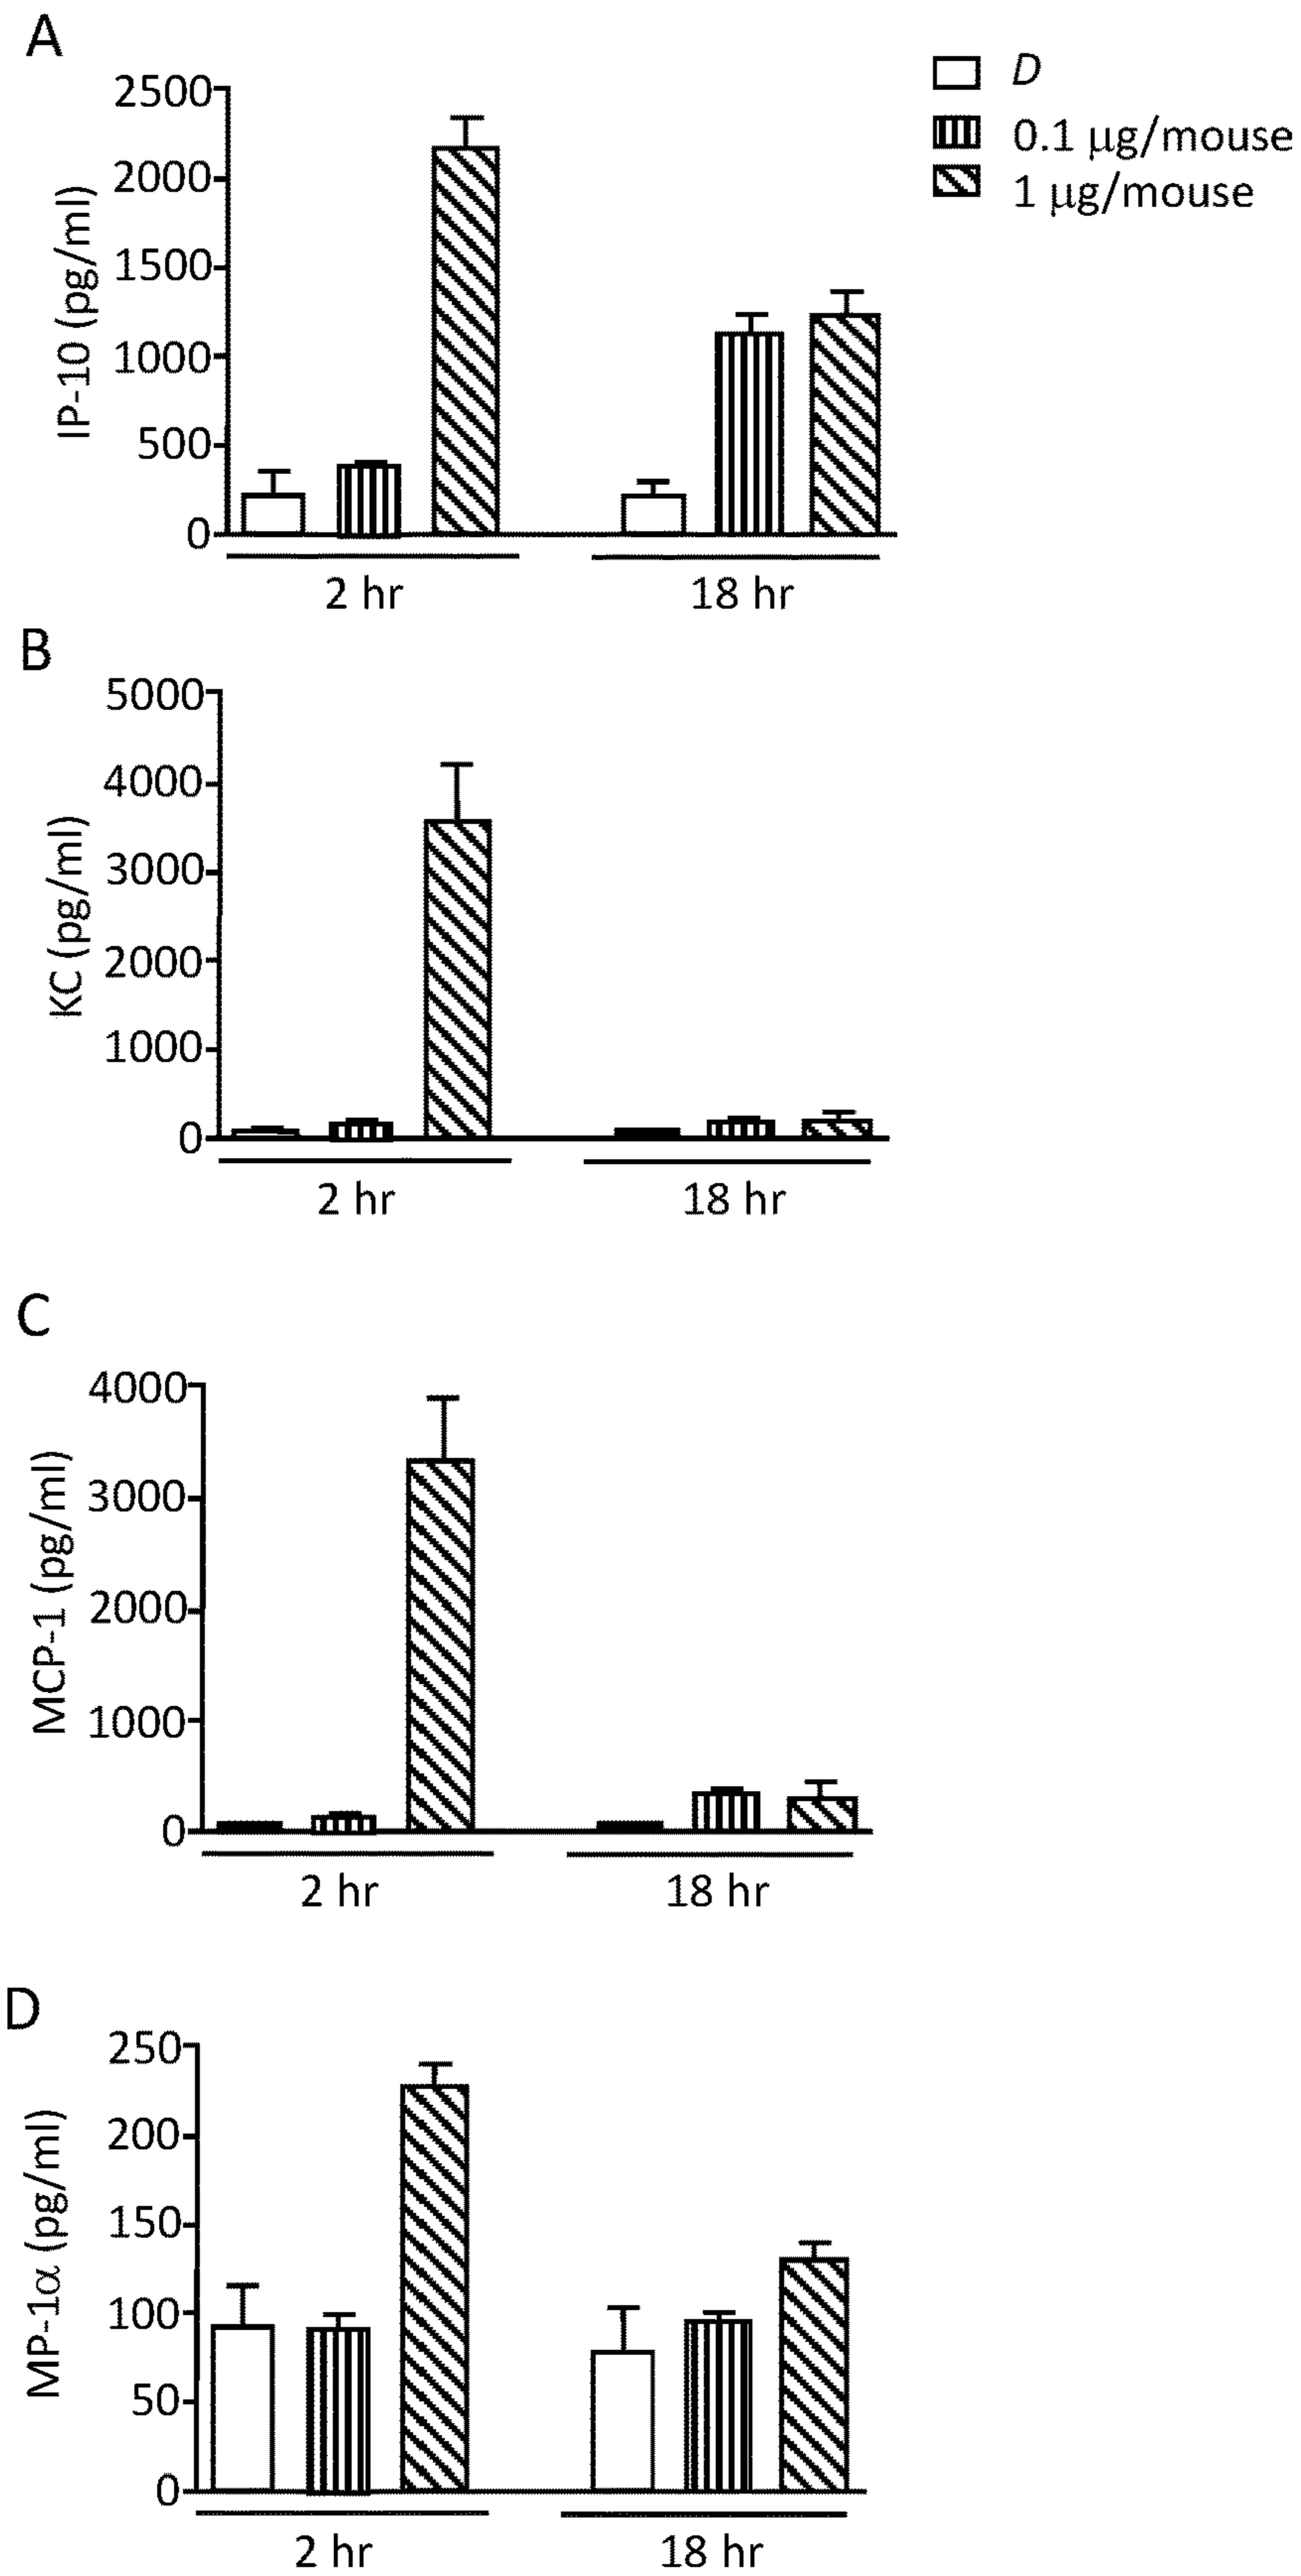 A
D
0.1 μg/mouse
1 μg/mouse
IP-10 (pg/ml)
2500
2000
1500
1000
500
0
2 hr
18 hr
B
KC (pg/ml)
5000
4000
3000
2000
1000
0
2 hr
18 hr
C
MCP-1 (pg/ml)
4000
3000
2000
1000
0
2 hr
18 hr
D
MP-1α (pg/ml)
250
200
150
100
50
0
2 hr
18 hr